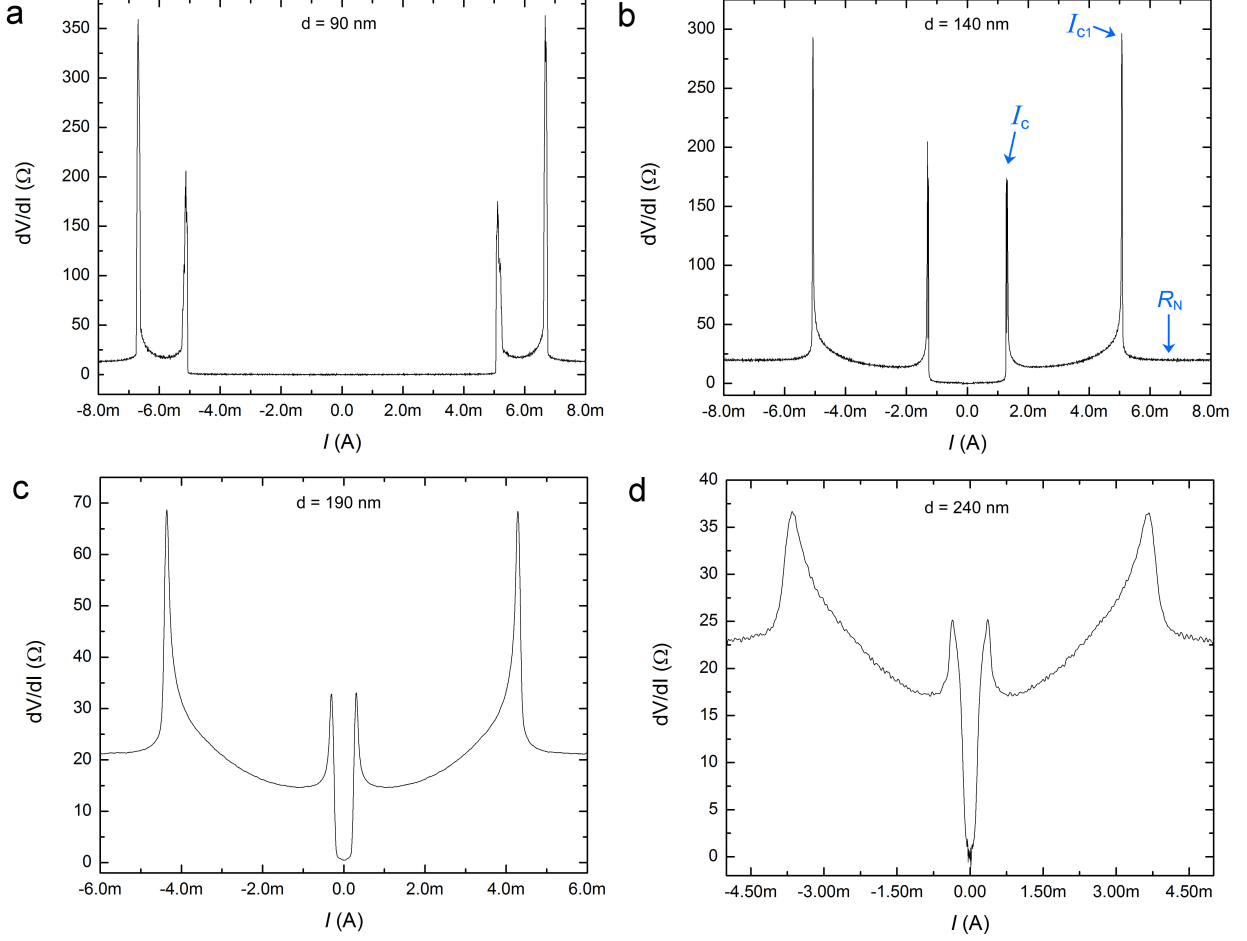 a
d = 90 nm
350
300
250
200
150
100
50
0
dV/dI (Ω)
-8.0m -6.0m -4.0m -2.0m 0.0 2.0m 4.0m 6.0m 8.0m
I (A)
b
d = 140 nm
Ic1
Ic
RN
300
250
200
150
100
50
0
dV/dI (Ω)
-8.0m -6.0m -4.0m -2.0m 0.0 2.0m 4.0m 6.0m 8.0m
I (A)
c
d = 190 nm
70
60
50
40
30
20
10
0
dV/dI (Ω)
-6.0m -4.0m -2.0m 0.0 2.0m 4.0m 6.0m
I (A)
d
d = 240 nm
40
35
30
25
20
15
10
5
0
dV/dI (Ω)
-4.50m -3.00m -1.50m 0.00 1.50m 3.00m 4.50m
I (A)